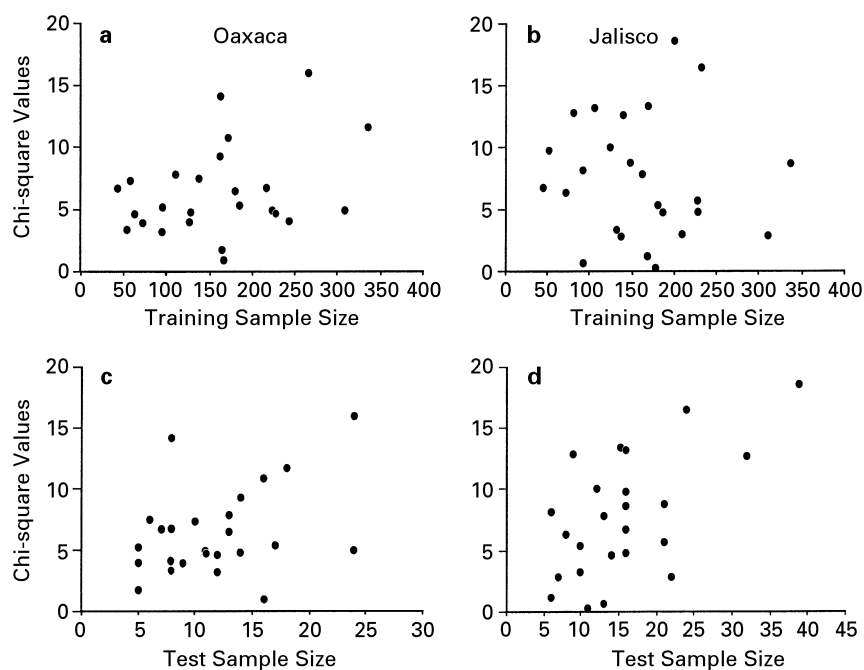 a Oaxaca
20
15
10
5
0
Chi-square Values
0 50 100 150 200 250 300 350 400
Training Sample Size
b Jalisco
20
15
10
5
0
0 50 100 150 200 250 300 350 400
Training Sample Size
c
20
15
10
5
0
Chi-square Values
0 5 10 15 20 25 30
Test Sample Size
d
20
15
10
5
0
0 5 10 15 20 25 30 35 40 45
Test Sample Size